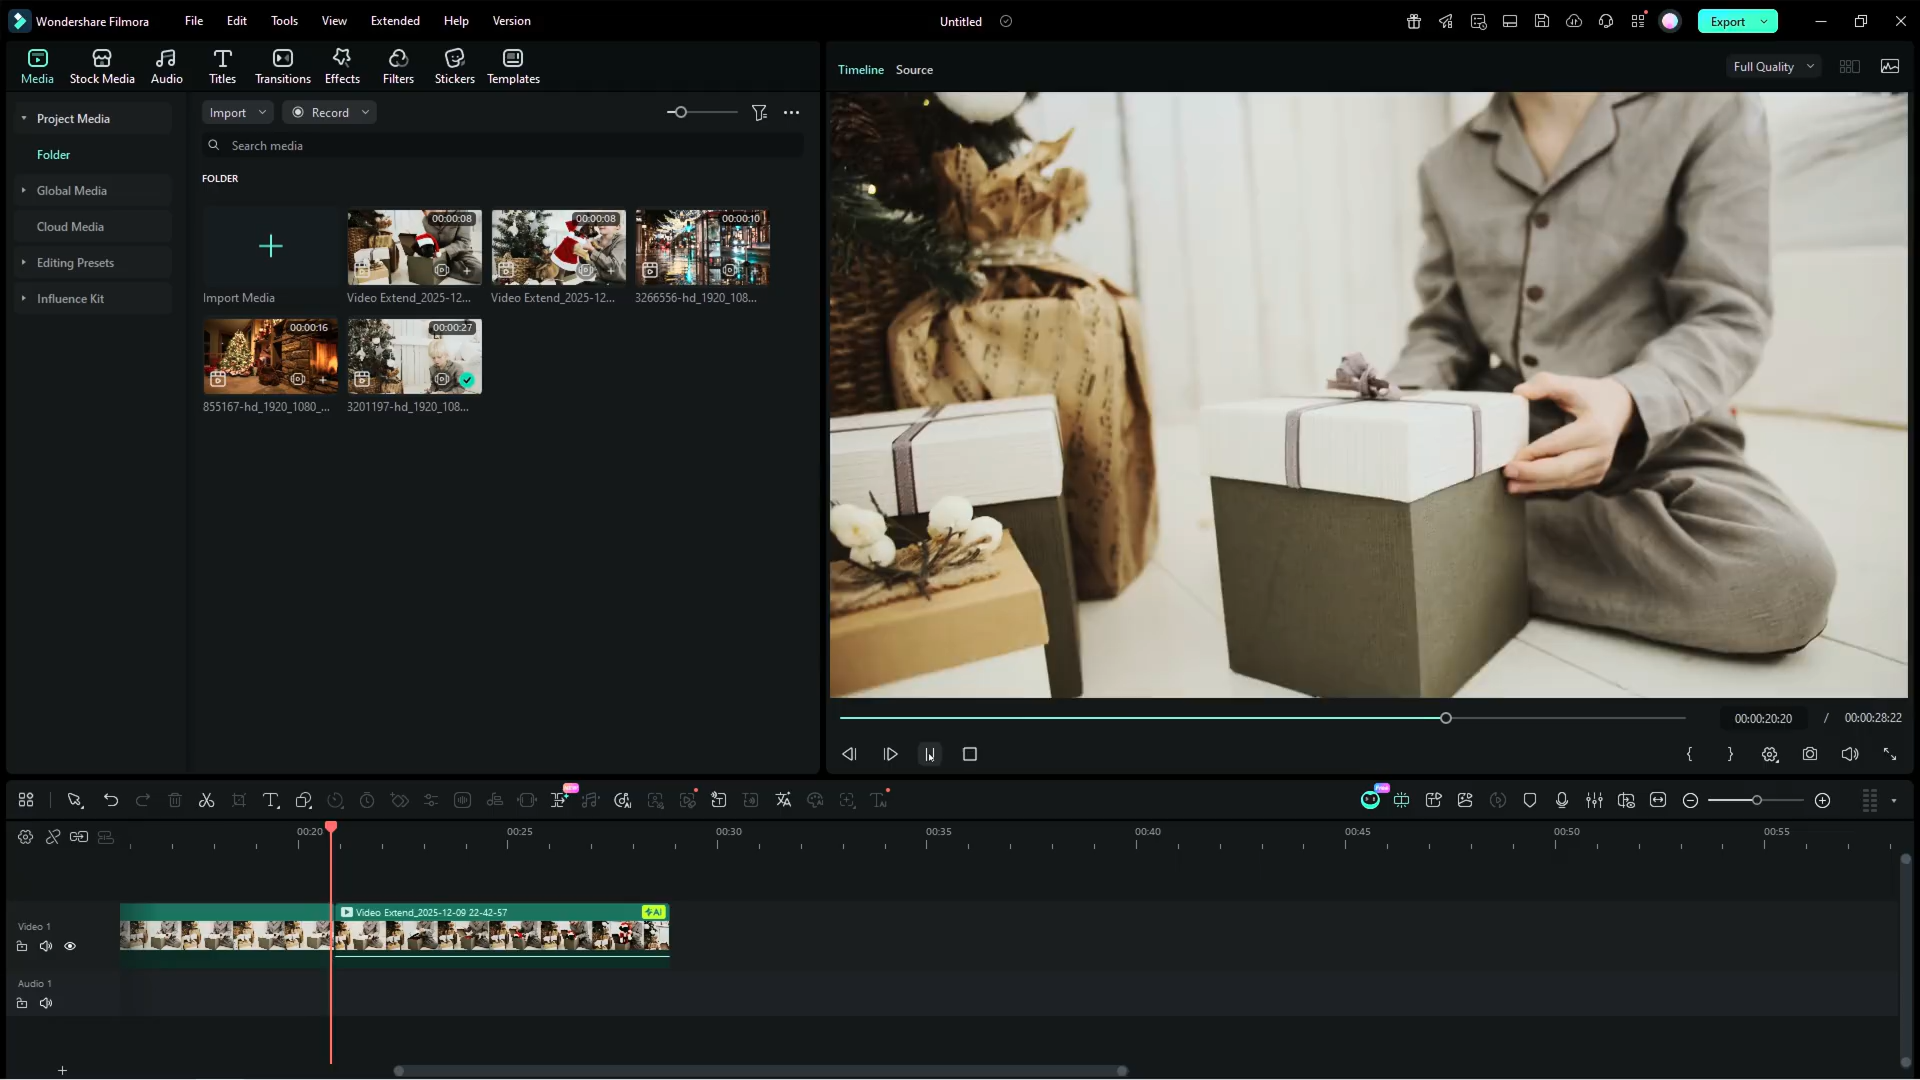 Wondershare Filmora File Edit Tools View Extended Help Version Untitled Export
Media Stock Media Audio Titles Transitions Effects Filters Stickers Templates
Timeline Source Full Quality
Project Media
Folder
Global Media
Cloud Media
Editing Presets
Influence Kit
Import Record
Search media
FOLDER
00:00:08 00:00:08 00:00:10
Import Media Video Extend_2025-12... Video Extend_2025-12... 3266556-hd_1920_108...
00:00:16 00:00:27
855167-hd_1920_1080_... 3201197-hd_1920_108...
00:00:20:20 / 00:00:28:22
{ }
00:20 00:25 00:30 00:35 00:40 00:45 00:50 00:55
Video 1
Video Extend_2025-12-09 22-42-57 AI
Audio 1